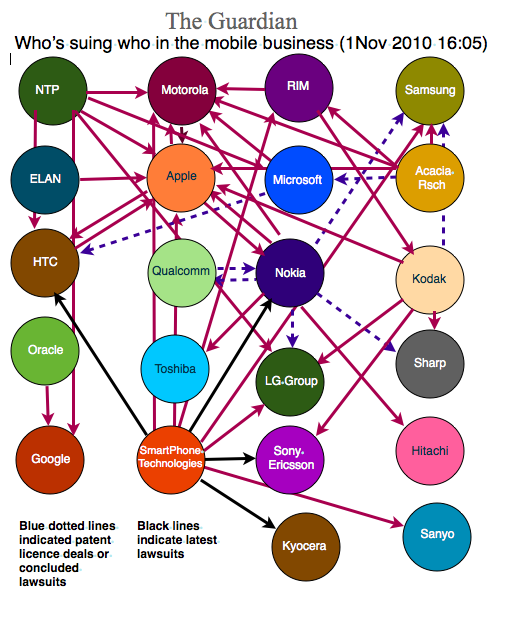 The Guardian
Who's suing who in the mobile business (1Nov 2010 16:05)
NTP
Motorola
RIM
Samsung
ELAN
Apple
Microsoft
Acacia-
Rsch
HTC
Qualcomm
Nokia
Kodak
Oracle
Toshiba
LG-Group
Sharp
Google
SmartPhone-
Technologies
Sony-
Ericsson
Hitachi
Kyocera
Sanyo
Blue dotted lines
indicated patent
licence deals or
concluded
lawsuits
Black lines
indicate latest
lawsuits